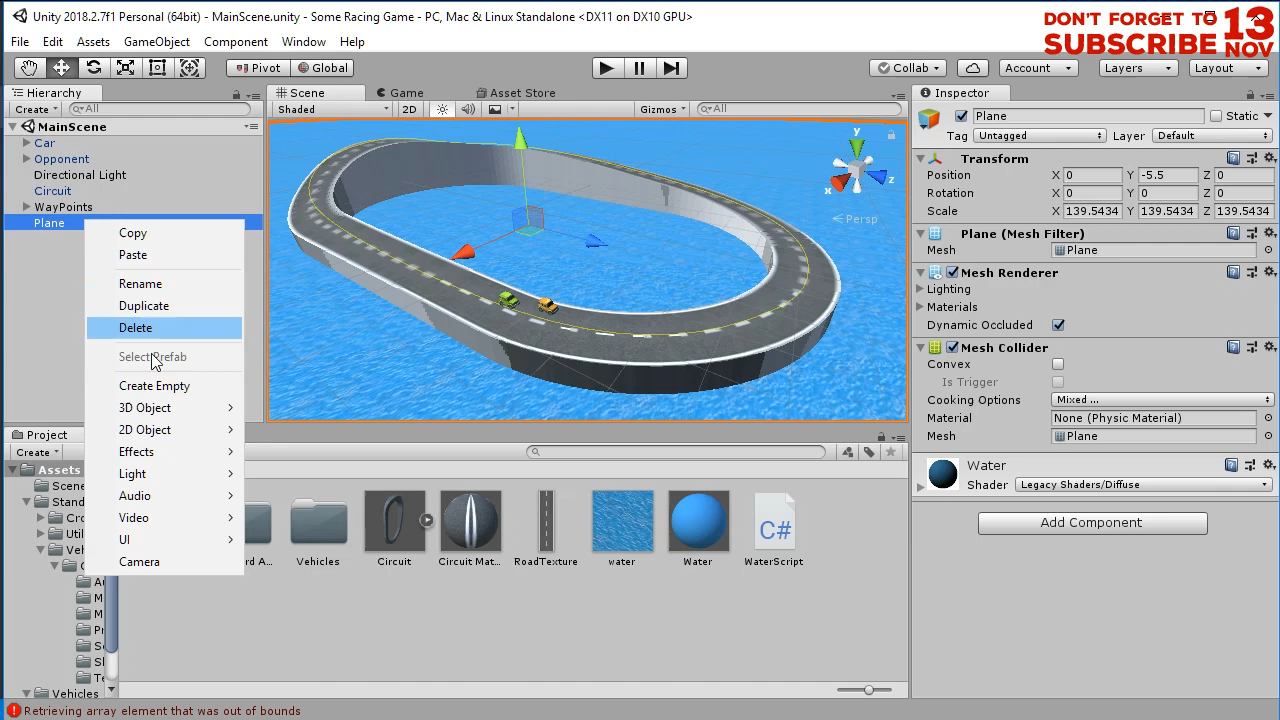 Unity 2018.2.7f1 Personal (64bit) - MainScene.unity - Some Racing Game - PC, Mac & Linux Standalone <DX11 on DX10 GPU>
DON'T FORGET TO
SUBSCRIBE
13
NOV
File Edit Assets GameObject Component Window Help
Pivot Global Collab Account Layers Layout
Hierarchy
Create All
MainScene
Car
Opponent
Directional Light
Circuit
WayPoints
Plane
Copy
Paste
Rename
Duplicate
Delete
Select Prefab
Create Empty
3D Object
2D Object
Effects
Light
Audio
Video
UI
Camera
Scene Game Asset Store
Shaded 2D Gizmos All
y
x
z
Persp
Inspector
Plane Static
Tag Untagged Layer Default
Transform
Position X 0 Y -5.5 Z 0
Rotation X 0 Y 0 Z 0
Scale X 139.5434 Y 139.5434 Z 139.5434
Plane (Mesh Filter)
Mesh Plane
Mesh Renderer
Lighting
Materials
Dynamic Occluded
Mesh Collider
Convex
Is Trigger
Cooking Options Mixed ...
Material None (Physic Material)
Mesh Plane
Water
Shader Legacy Shaders/Diffuse
Add Component
Project
Create
Assets
Scene
Stand
Cro
Util
Veh
C
A
M
M
Pr
Sc
Sh
Te
Vehicles
C#
rd A... Vehicles Circuit Circuit Mat... RoadTexture water Water WaterScript
Retrieving array element that was out of bounds